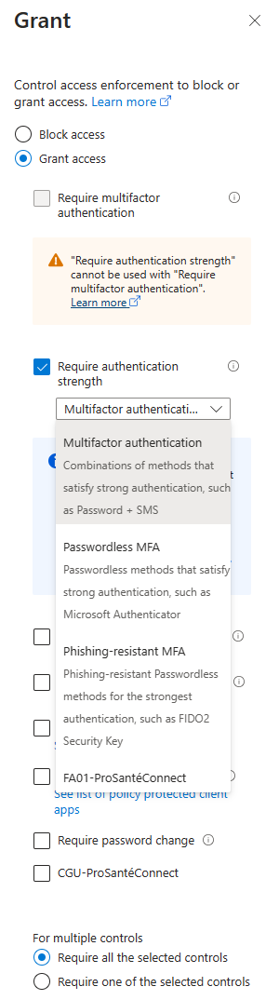 Grant
Control access enforcement to block or
grant access. Learn more
Block access
Grant access
Require multifactor
authentication
"Require authentication strength"
cannot be used with "Require
multifactor authentication".
Learn more
Require authentication
strength
Multifactor authenticati...
Multifactor authentication
Combinations of methods that
satisfy strong authentication, such
as Password + SMS
Passwordless MFA
Passwordless methods that satisfy
strong authentication, such as
Microsoft Authenticator
Phishing-resistant MFA
Phishing-resistant Passwordless
methods for the strongest
authentication, such as FIDO2
Security Key
FA01-ProSantéConnect
See list of policy protected client
apps
Require password change
CGU-ProSantéConnect
For multiple controls
Require all the selected controls
Require one of the selected controls